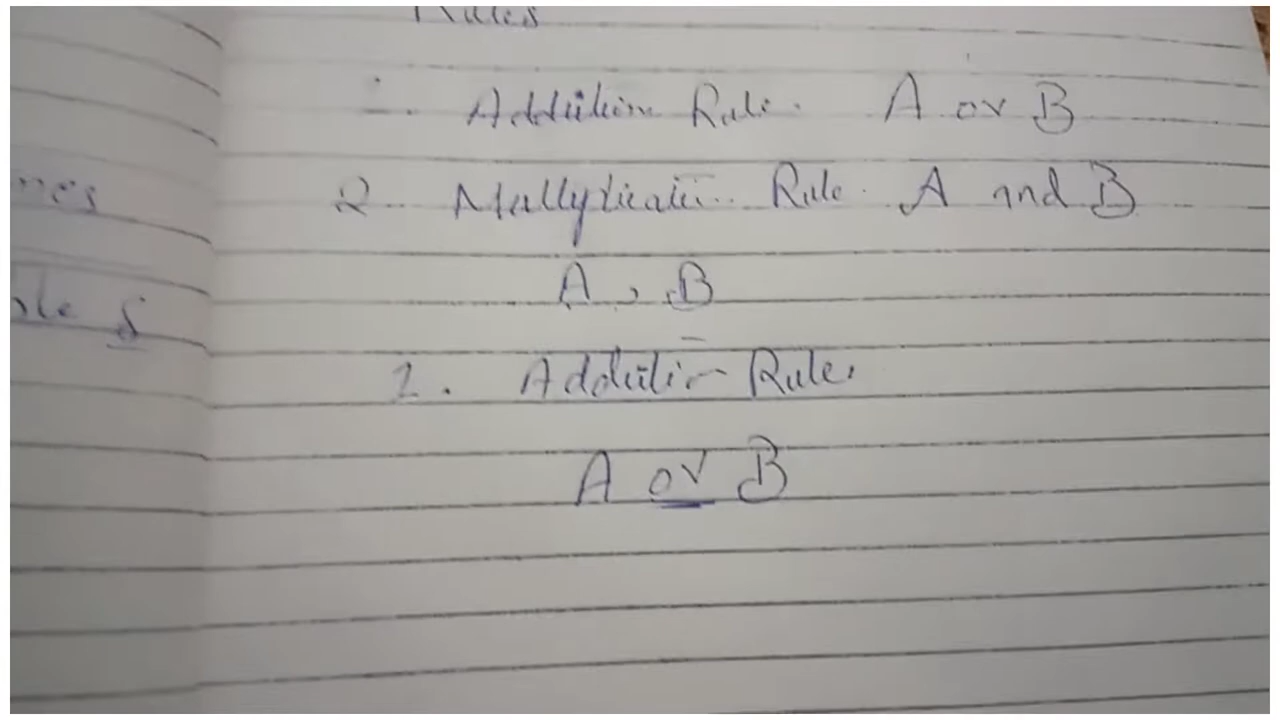 Rules
1. Addition Rule. A or B
2. Multiplication Rule. A and B
A, B
1. Addition Rule.
A or B